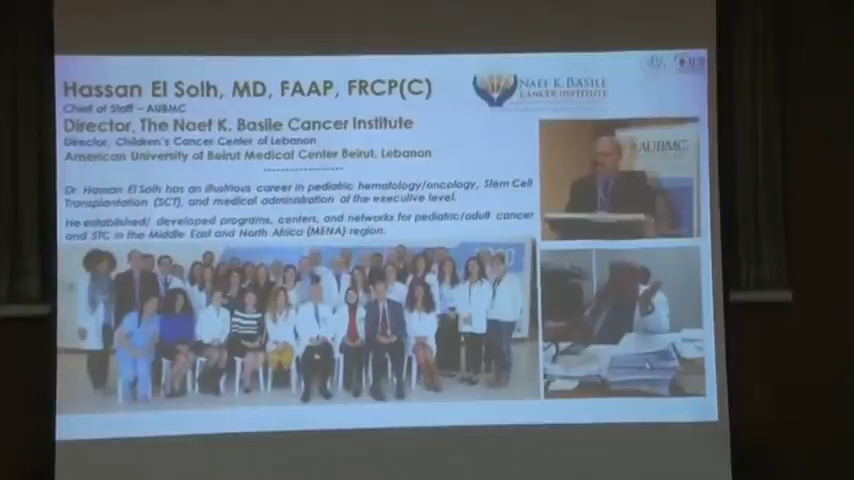 Hassan El Solh, MD, FAAP, FRCP(C)
Chief of Staff – AUBMC
Director, The Naef K. Basile Cancer Institute
Director, Children's Cancer Center of Lebanon
American University of Beirut Medical Center Beirut, Lebanon
Dr. Hassan El Solh has an illustrious career in pediatric hematology/oncology, Stem Cell
Transplantation (SCT), and medical administration at the executive level.
He established/ developed programs, centers, and networks for pediatric/adult cancer
and STC in the Middle East and North Africa (MENA) region.
NAEF K. BASILE
CANCER INSTITUTE
AUBMC